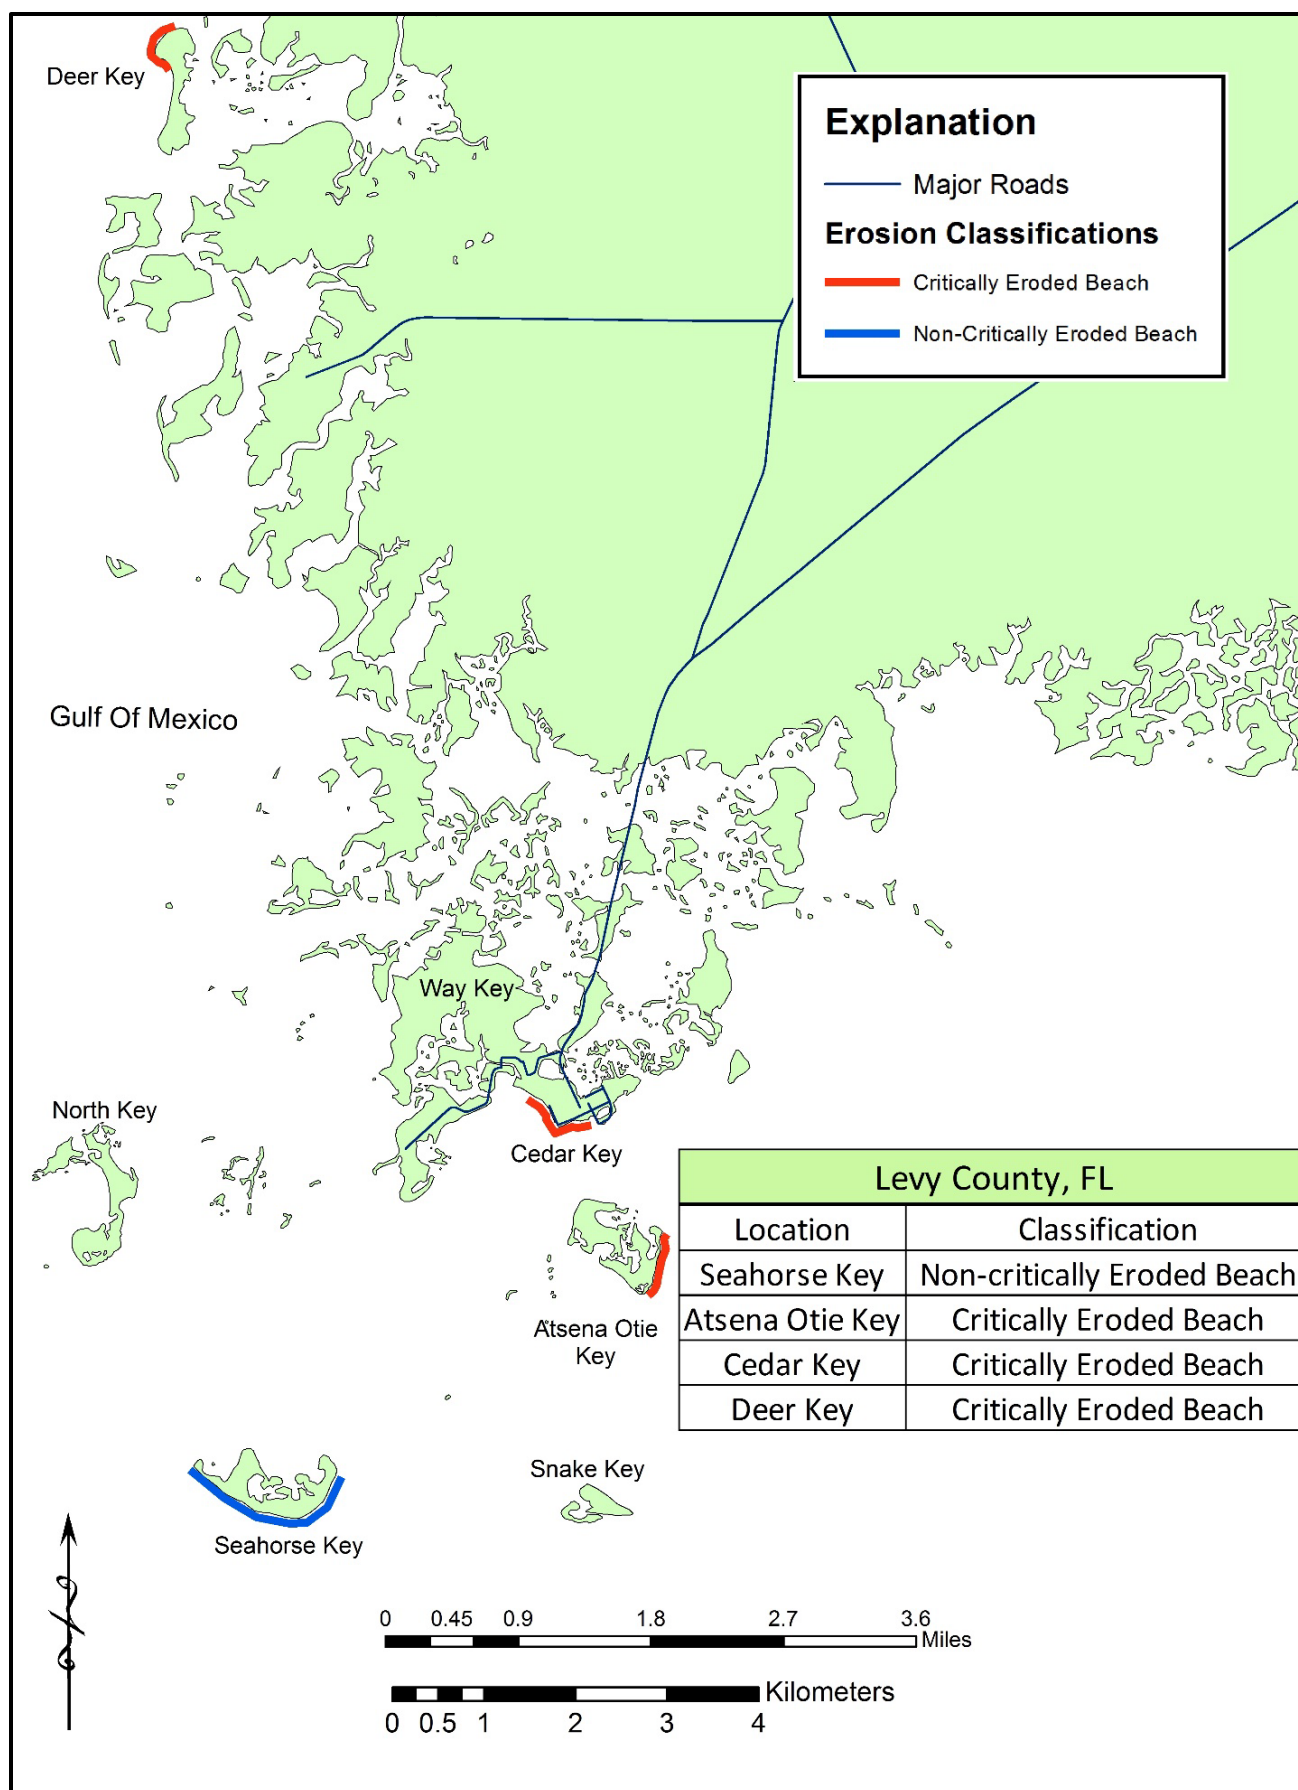 Deer Key
Explanation
Major Roads
Erosion Classifications
Critically Eroded Beach
Non-Critically Eroded Beach
Gulf Of Mexico
Way Key
North Key
Cedar Key
Levy County, FL
Location Classification
Seahorse Key Non-critically Eroded Beach
Atsena Otie Key Critically Eroded Beach
Cedar Key Critically Eroded Beach
Deer Key Critically Eroded Beach
Atsena Otie
Key
Snake Key
Seahorse Key
0 0.45 0.9 1.8 2.7 3.6
Miles
Kilometers
0 0.5 1 2 3 4